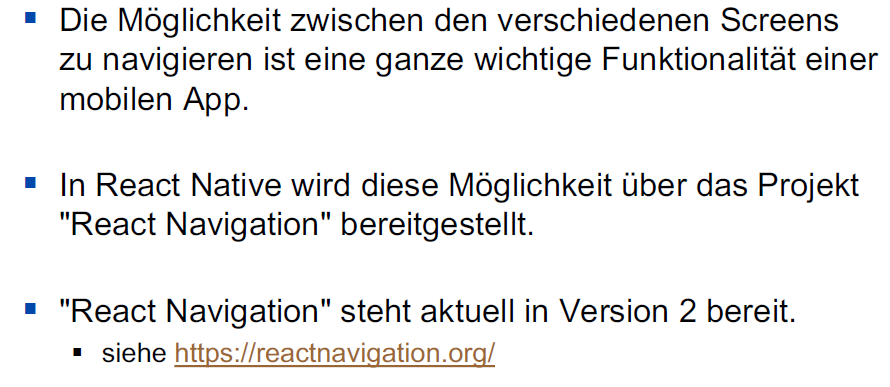 Die Möglichkeit zwischen den verschiedenen Screens
zu navigieren ist eine ganze wichtige Funktionalität einer
mobilen App.
In React Native wird diese Möglichkeit über das Projekt
"React Navigation" bereitgestellt.
"React Navigation" steht aktuell in Version 2 bereit.
siehe https://reactnavigation.org/